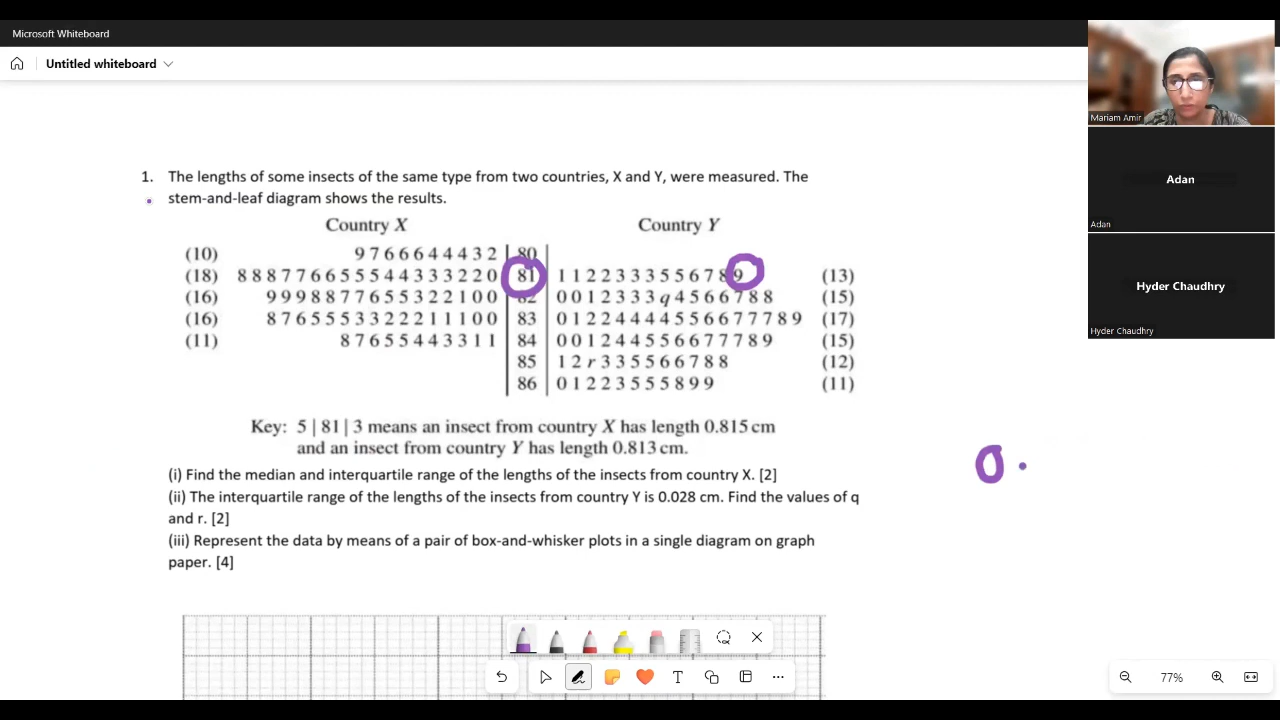 Microsoft Whiteboard
Untitled whiteboard
Mariam Amir
Adan
Adan
Hyder Chaudhry
Hyder Chaudhry
1. The lengths of some insects of the same type from two countries, X and Y, were measured. The
stem-and-leaf diagram shows the results.
Country X Country Y
(10) 9 7 6 6 6 4 4 4 3 2 | 80 |
(18) 8 8 8 7 7 6 6 5 5 5 4 4 3 3 3 2 2 0 | 81 | 1 1 2 2 3 3 3 5 5 6 7 8 9 (13)
(16) 9 9 9 8 8 7 7 6 5 5 3 2 2 1 0 0 | 82 | 0 0 1 2 3 3 3 q 4 5 6 6 7 8 8 (15)
(16) 8 7 6 5 5 5 3 3 2 2 2 1 1 1 0 0 | 83 | 0 1 2 2 4 4 4 4 5 5 6 6 7 7 7 8 9 (17)
(11) 8 7 6 5 5 4 4 3 3 1 1 | 84 | 0 0 1 2 4 4 5 5 6 6 7 7 7 8 9 (15)
85 | 1 2 r 3 3 5 5 6 6 7 8 8 (12)
86 | 0 1 2 2 3 5 5 5 8 9 9 (11)
Key: 5 | 81 | 3 means an insect from country X has length 0.815 cm
and an insect from country Y has length 0.813 cm.
(i) Find the median and interquartile range of the lengths of the insects from country X. [2]
0.
(ii) The interquartile range of the lengths of the insects from country Y is 0.028 cm. Find the values of q
and r. [2]
(iii) Represent the data by means of a pair of box-and-whisker plots in a single diagram on graph
paper. [4]
77%